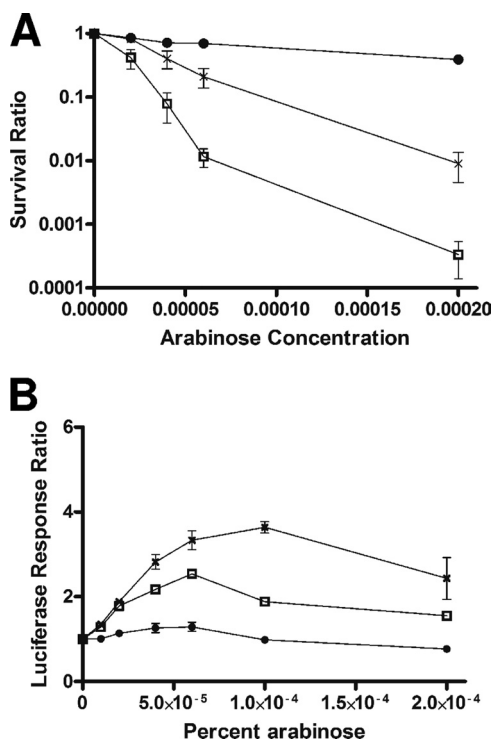 A
Survival Ratio
1
0.1
0.01
0.001
0.0001
0.00000 0.00005 0.00010 0.00015 0.00020
Arabinose Concentration
B
Luciferase Response Ratio
6
4
2
0
0 5.0×10⁻⁵ 1.0×10⁻⁴ 1.5×10⁻⁴ 2.0×10⁻⁴
Percent arabinose